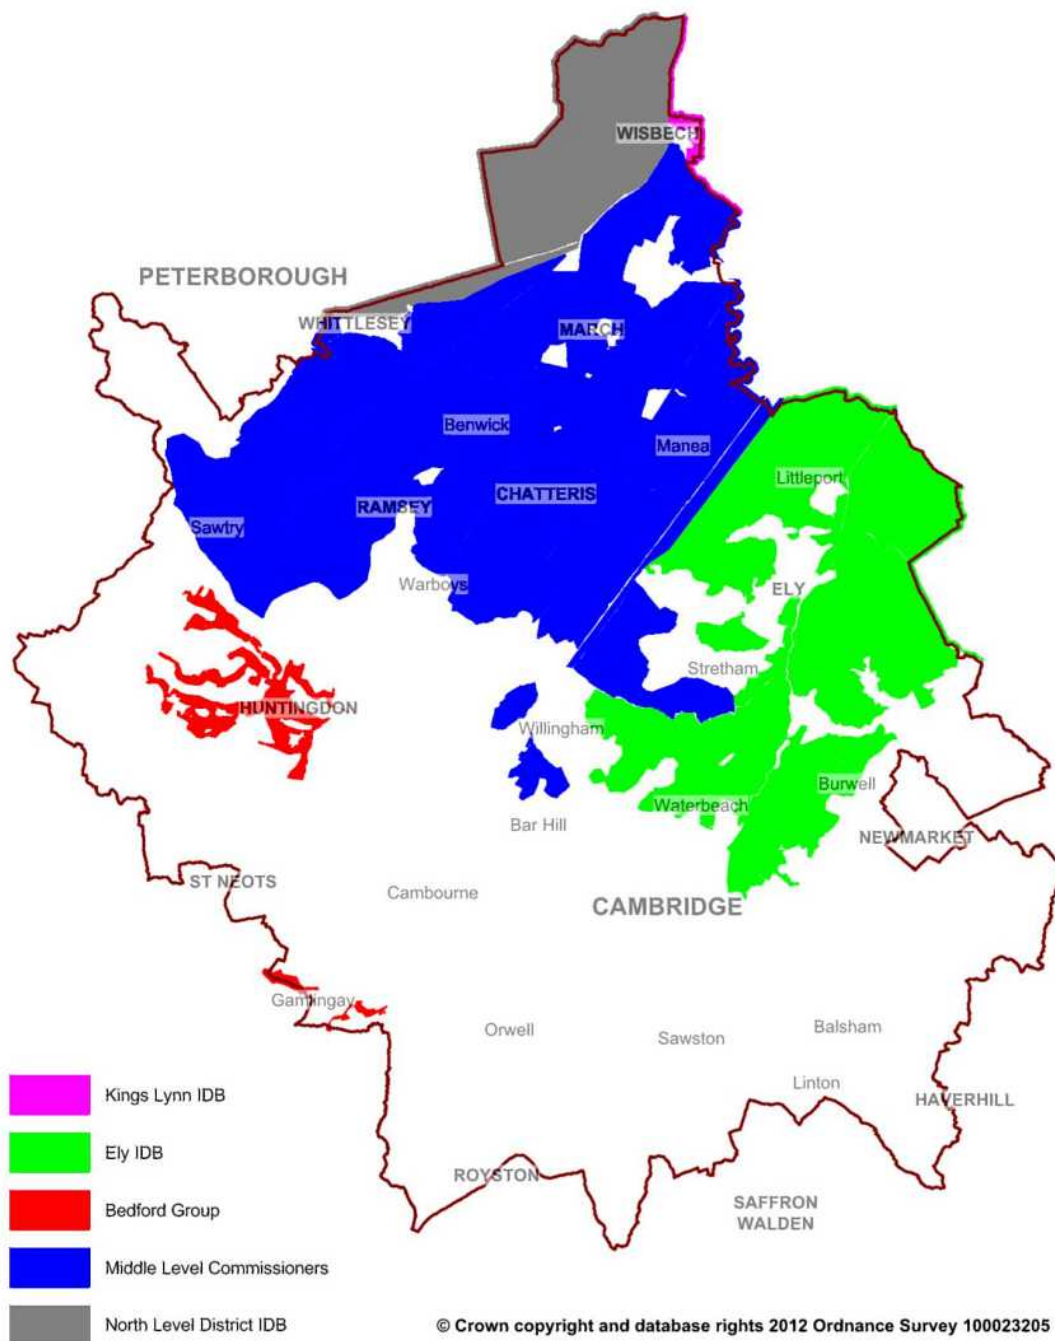 WISBECH
PETERBOROUGH
WHITTLESEY
MARCH
Benwick
Manea
Littleport
CHATTERIS
RAMSEY
Sawtry
Warboys
ELY
Stretham
HUNTINGDON
Willingham
Burwell
Waterbeach
Bar Hill
NEWMARKET
ST NEOTS
Cambourne
CAMBRIDGE
Gamlingay
Orwell
Sawston
Balsham
Linton
HAVERHILL
ROYSTON
SAFFRON
WALDEN
Kings Lynn IDB
Ely IDB
Bedford Group
Middle Level Commissioners
North Level District IDB
© Crown copyright and database rights 2012 Ordnance Survey 100023205